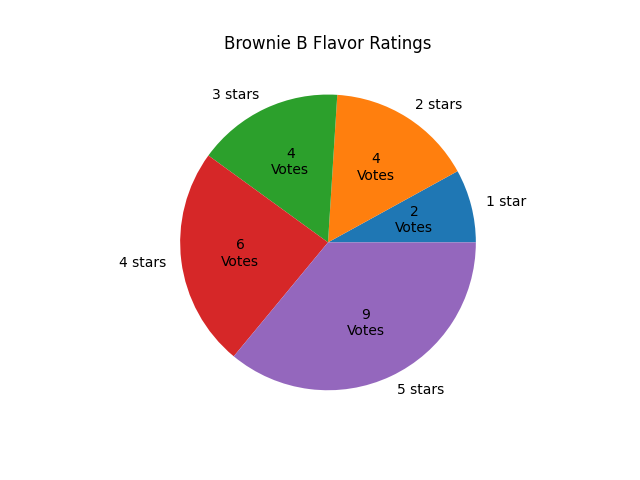 Brownie B Flavor Ratings
3 stars
2 stars
4
Votes
4
Votes
1 star
2
Votes
6
Votes
4 stars
9
Votes
5 stars